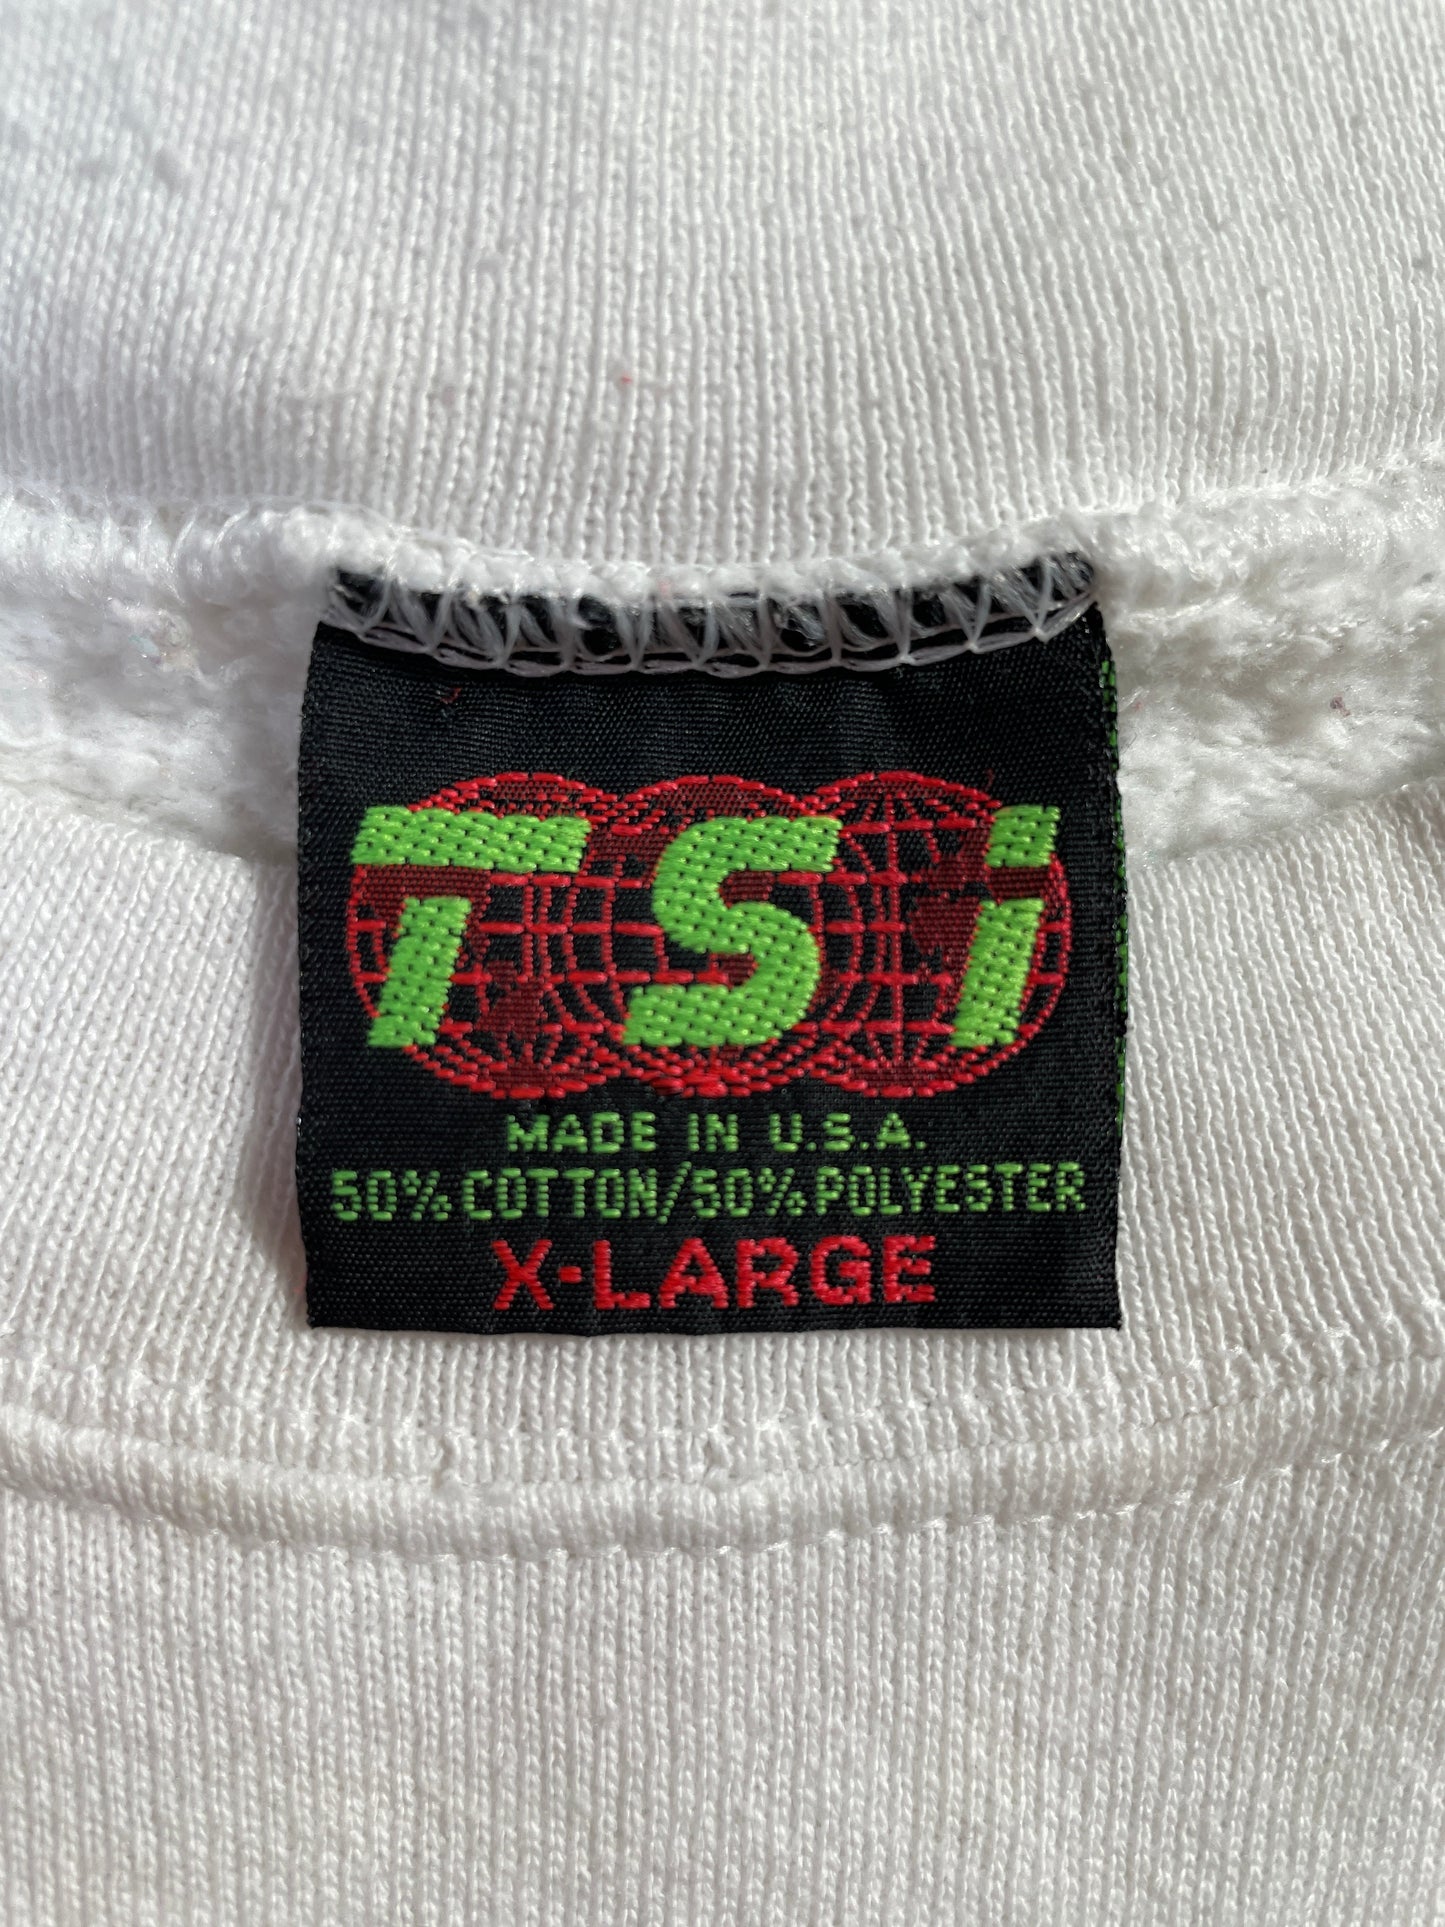 TSi
MADE IN U.S.A.
50% COTTON/50% POLYESTER
X-LARGE